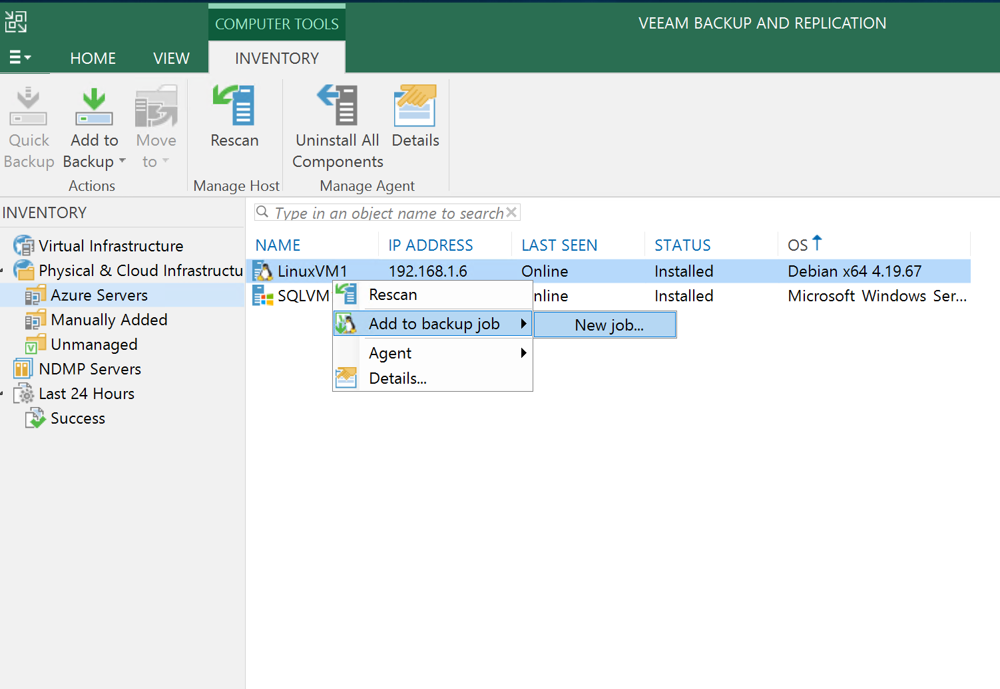 COMPUTER TOOLS
VEEAM BACKUP AND REPLICATION
HOME
VIEW
INVENTORY
Quick
Backup
Add to
Backup
Move
to
Actions
Rescan
Manage Host
Uninstall All
Components
Details
Manage Agent
INVENTORY
Virtual Infrastructure
Physical & Cloud Infrastructu
Azure Servers
Manually Added
Unmanaged
NDMP Servers
Last 24 Hours
Success
Type in an object name to search
NAME IP ADDRESS LAST SEEN STATUS OS
LinuxVM1 192.168.1.6 Online Installed Debian x64 4.19.67
SQLVM nline Installed Microsoft Windows Ser...
Rescan
Add to backup job
New job...
Agent
Details...